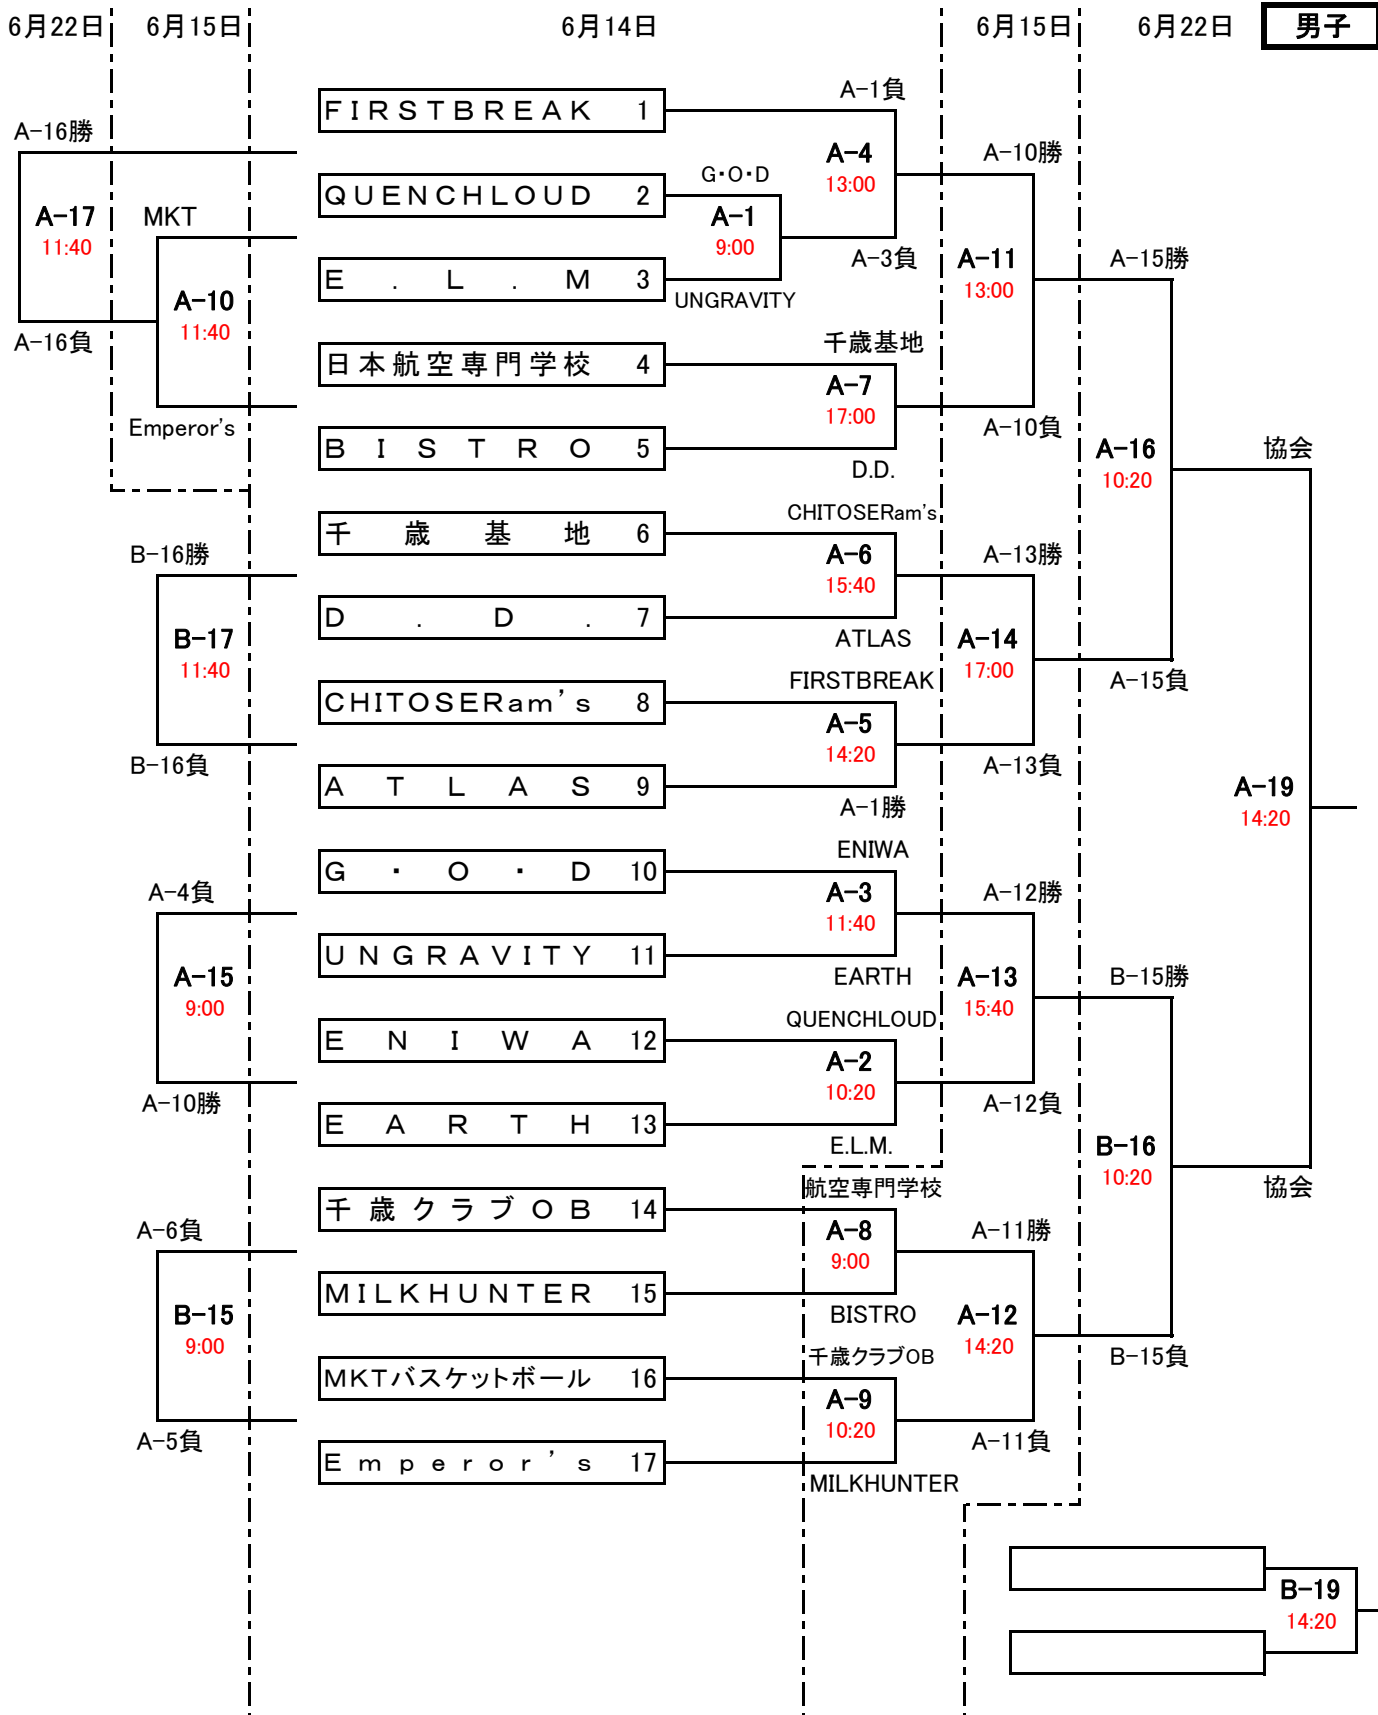 6月22日 6月15日 6月14日 6月15日 6月22日 男子
A-1負
FIRSTBREAK 1
A-16勝
A-4 A-10勝
13:00
G・O・D
QUENCHLOUD 2
A-17 MKT A-1
11:40 9:00
A-3負 A-11 A-15勝
E.L.M 3
13:00
A-10 UNGRAVITY
11:40
A-16負 千歳基地
日本航空専門学校 4
A-7
17:00
Emperor's A-10負
BISTRO 5 A-16 協会
D.D. 10:20
CHITOSERam's
千歳基地 6
B-16勝 A-6 A-13勝
15:40
D.D. 7
B-17 ATLAS A-14
11:40 17:00
FIRSTBREAK A-15負
CHITOSERam's 8
A-5
14:20
B-16負 A-13負
ATLAS 9 A-19
A-1勝 14:20
ENIWA
G・O・D 10
A-4負 A-3 A-12勝
11:40
UNGRAVITY 11
A-15 EARTH A-13 B-15勝
9:00 15:40
QUENCHLOUD
ENIWA 12
A-2
10:20
A-10勝 A-12負
EARTH 13
E.L.M. B-16
10:20
航空専門学校 協会
千歳クラブOB 14
A-6負 A-8 A-11勝
9:00
MILKHUNTER 15
B-15 BISTRO A-12
9:00 14:20
千歳クラブOB B-15負
MKTバスケットボール 16
A-9
10:20
A-5負 A-11負
Emperor's 17
MILKHUNTER
B-19
14:20